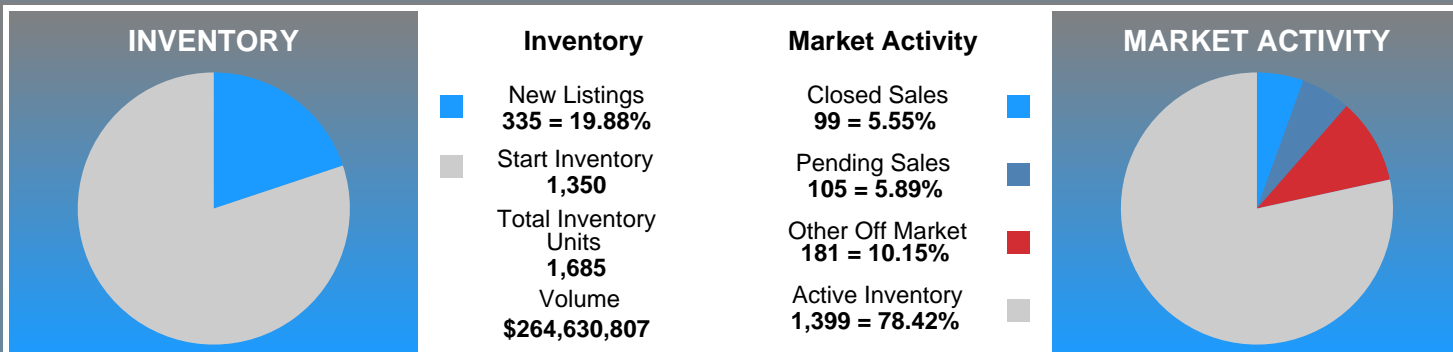 INVENTORY
Inventory
New Listings
335 = 19.88%
Start Inventory
1,350
Total Inventory
Units
1,685
Volume
$264,630,807
Market Activity
Closed Sales
99 = 5.55%
Pending Sales
105 = 5.89%
Other Off Market
181 = 10.15%
Active Inventory
1,399 = 78.42%
MARKET ACTIVITY